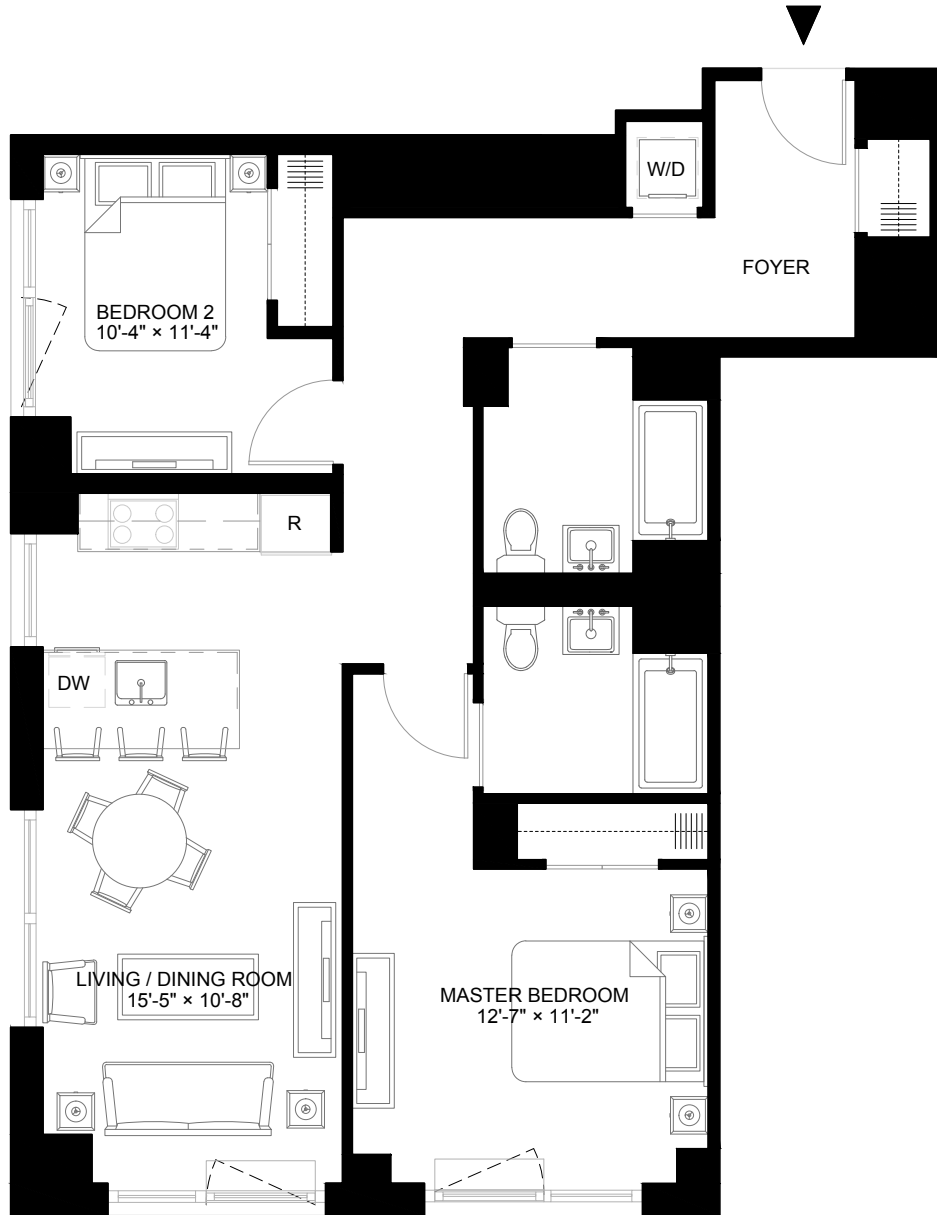 W/D
FOYER
BEDROOM 2
10'-4" × 11'-4"
R
DW
LIVING / DINING ROOM
15'-5" × 10'-8"
MASTER BEDROOM
12'-7" × 11'-2"